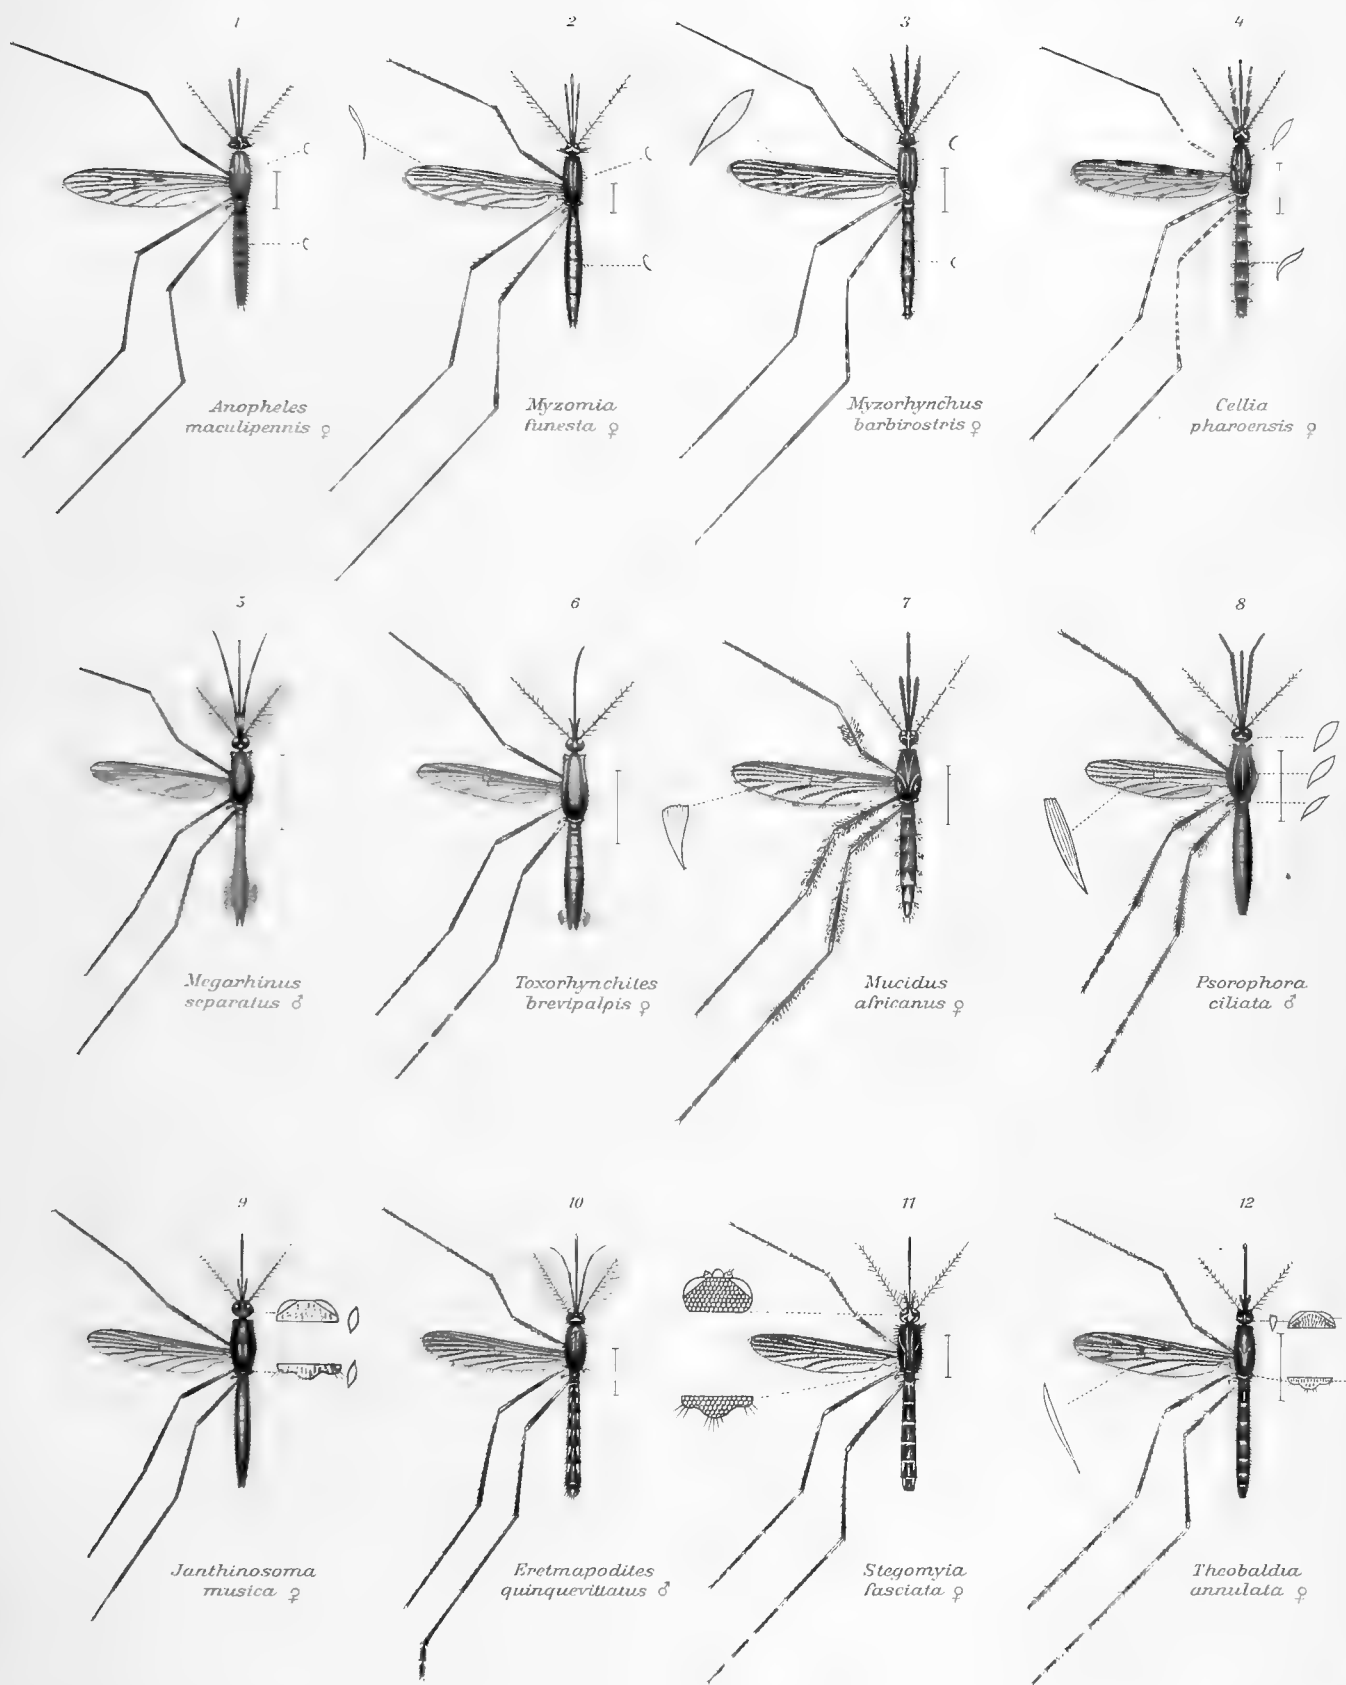 1
2
3
4
Anopheles
maculipennis ♀
Myzomia
funesta ♀
Myzorhynchus
barbirostris ♀
Cellia
pharoensis ♀
5
6
7
8
Megarhinus
separatus ♂
Toxorhynchites
brevipalpis ♀
Mucidus
africanus ♀
Psorophora
ciliata ♂
9
10
11
12
Janthinosoma
musica ♀
Eretmapodites
quinquevittatus ♂
Stegomyia
fasciata ♀
Theobaldia
annulata ♀